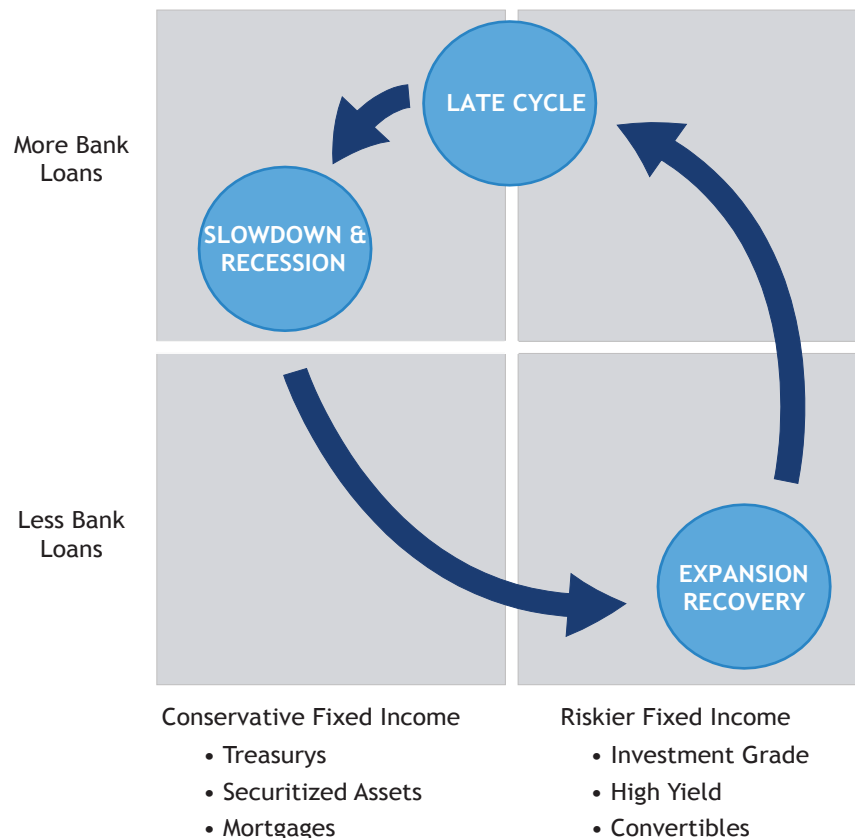 LATE CYCLE
More Bank
Loans
SLOWDOWN &
RECESSION
Less Bank
Loans
EXPANSION
RECOVERY
Conservative Fixed Income
• Treasurys
• Securitized Assets
• Mortgages
Riskier Fixed Income
• Investment Grade
• High Yield
• Convertibles